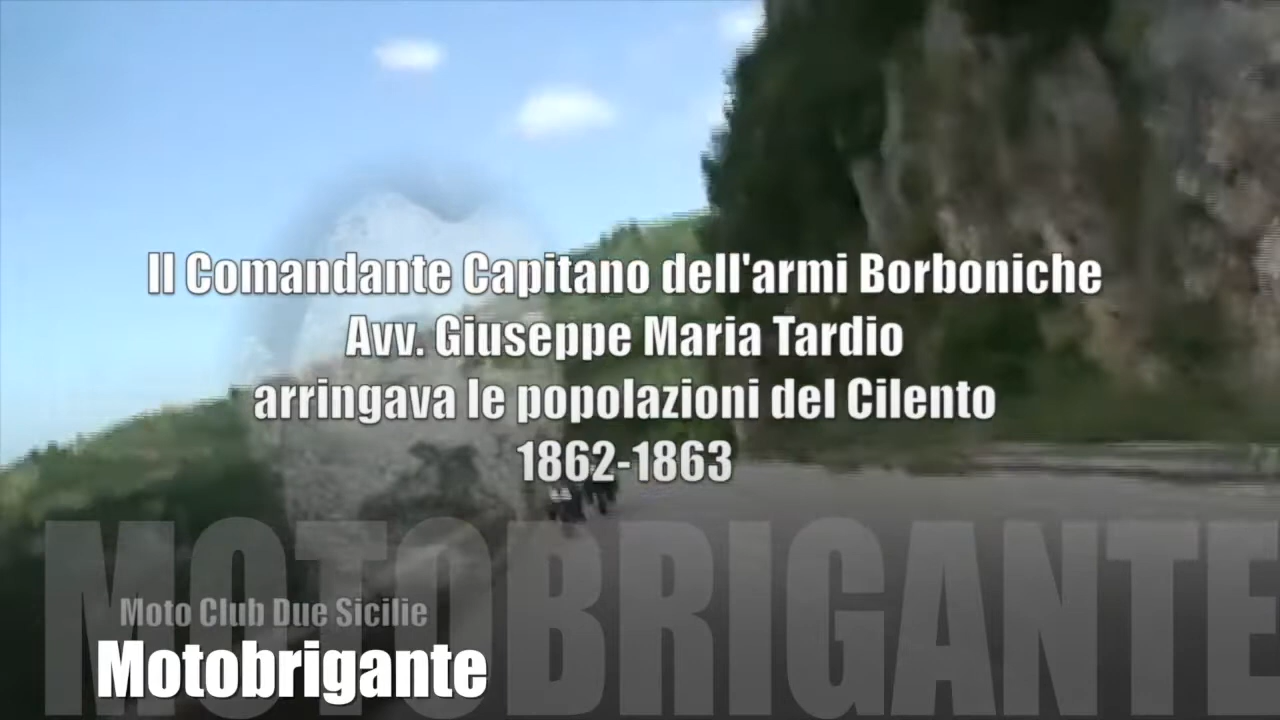 Il Comandante Capitano dell'armi Borboniche
Avv. Giuseppe Maria Tardio
arringava le popolazioni del Cilento
1862-1863
MOTOBRIGANTE
Moto Club Due Sicilie
Motobrigante